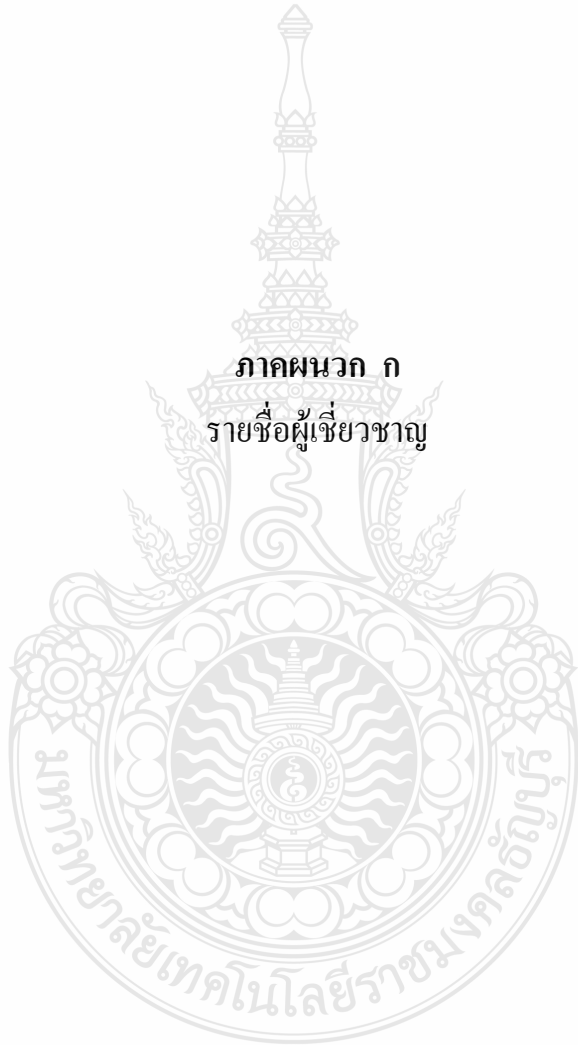 ภาคผนวก ก
รายชื่อผู้เชี่ยวชาญ
มหาวิทยาลัยเทคโนโลยีราชมงคลธัญบุรี